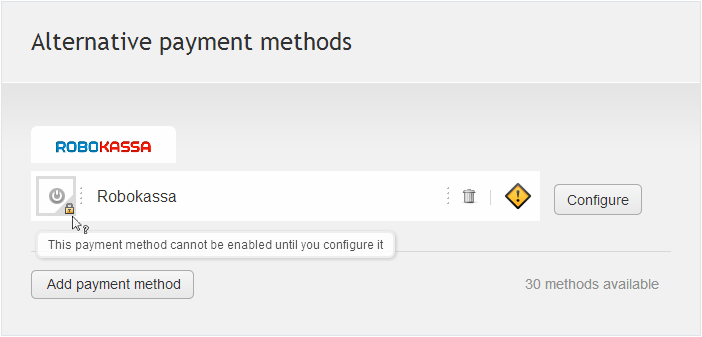 Alternative payment methods
ROBOKASSA
Robokassa
Configure
This payment method cannot be enabled until you configure it
Add payment method
30 methods available